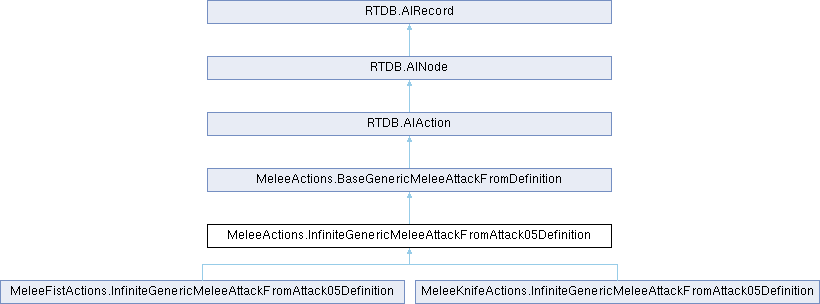 RTDB.AIRecord
RTDB.AINode
RTDB.AIAction
MeleeActions.BaseGenericMeleeAttackFromDefinition
MeleeActions.InfiniteGenericMeleeAttackFromAttack05Definition
MeleeFistActions.InfiniteGenericMeleeAttackFromAttack05Definition
MeleeKnifeActions.InfiniteGenericMeleeAttackFromAttack05Definition